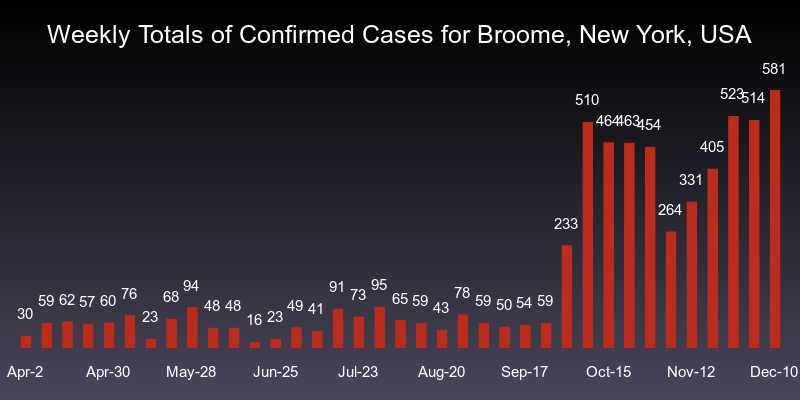 Weekly Totals of Confirmed Cases for Broome, New York, USA
30 59 62 57 60 76 23 68 94 48 48 16 23 49 41 91 73 95 65 59 43 78 59 50 54 59 233 510 464 463 454 264 331 405 523 514 581
Apr-2 Apr-30 May-28 Jun-25 Jul-23 Aug-20 Sep-17 Oct-15 Nov-12 Dec-10